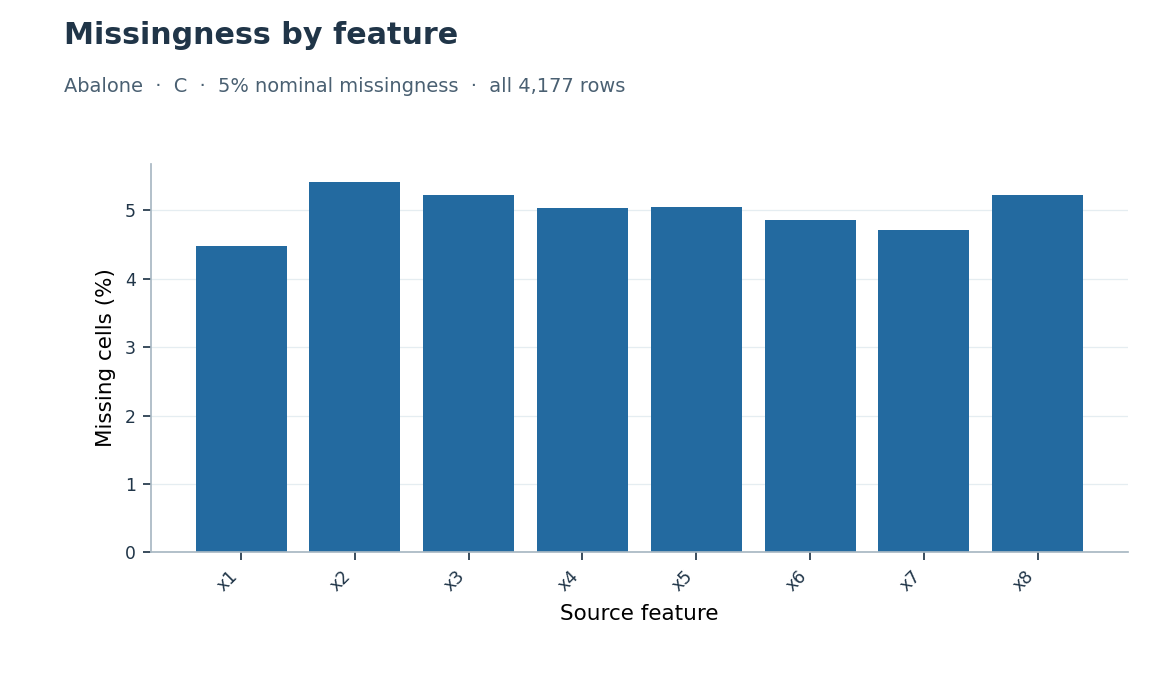 Missingness by feature
Abalone · C · 5% nominal missingness · all 4,177 rows
Missing cells (%)
5
4
3
2
1
0
x1 x2 x3 x4 x5 x6 x7 x8
Source feature